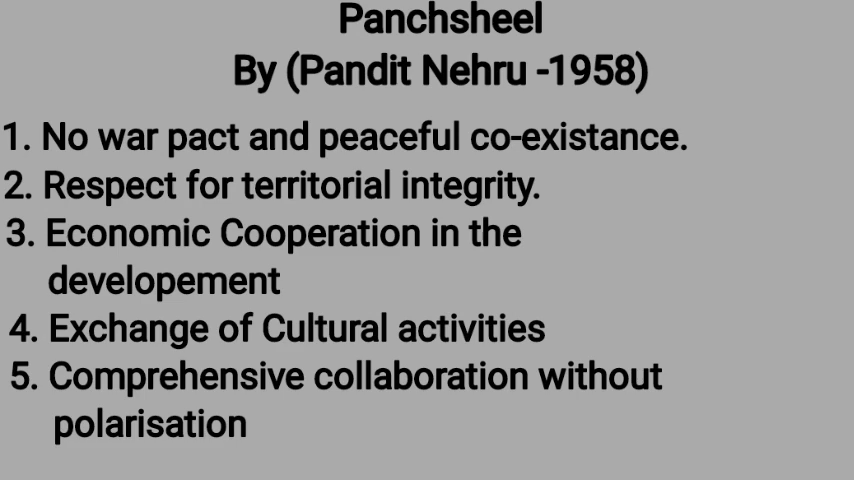 Panchsheel
By (Pandit Nehru -1958)
1. No war pact and peaceful co-existance.
2. Respect for territorial integrity.
3. Economic Cooperation in the
developement
4. Exchange of Cultural activities
5. Comprehensive collaboration without
polarisation